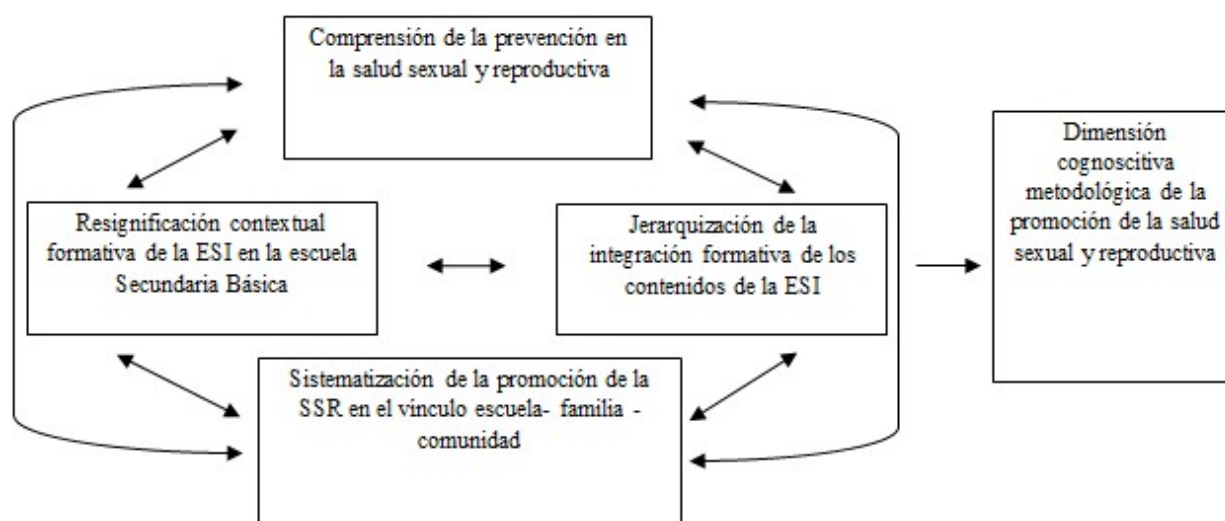 Comprensión de la prevención en
la salud sexual y reproductiva
Resignificación contextual
formativa de la ESI en la escuela
Secundaria Básica
Jerarquización de la
integración formativa de los
contenidos de la ESI
Sistematización de la promoción de la
SSR en el vínculo escuela- familia -
comunidad
Dimensión
cognoscitiva
metodológica de la
promoción de la salud
sexual y reproductiva